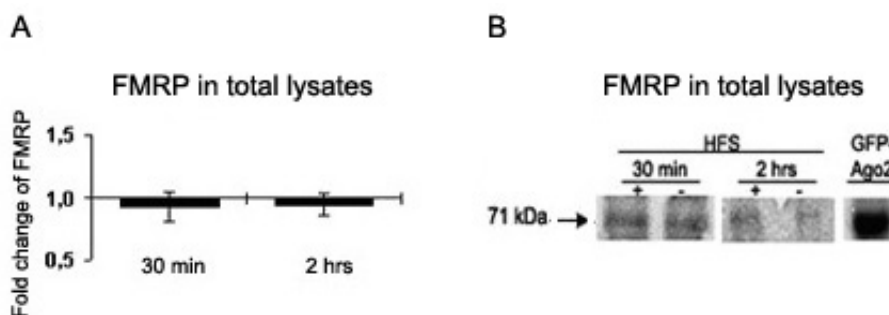 A
FMRP in total lysates
Fold change of FMRP
1,5
1,0
0,5
30 min
2 hrs
B
FMRP in total lysates
HFS
GFP-
Ago2
30 min
2 hrs
+ - + -
71 kDa